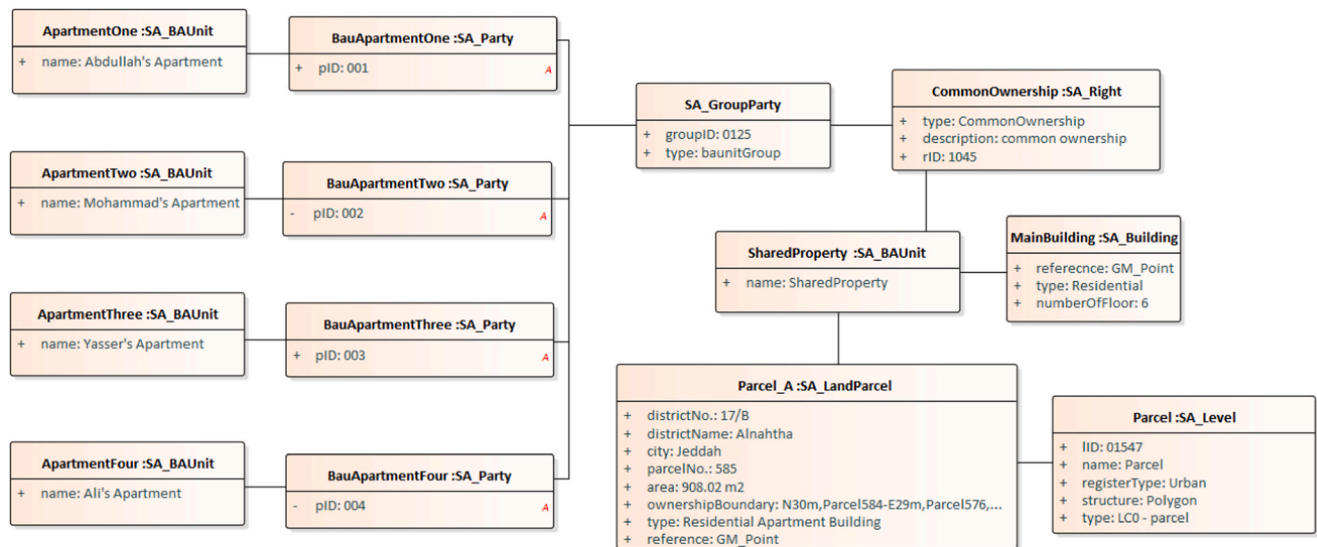 ApartmentOne :SA_BAUnit
+ name: Abdullah's Apartment
BauApartmentOne :SA_Party
+ pID: 001
A
ApartmentTwo :SA_BAUnit
+ name: Mohammad's Apartment
BauApartmentTwo :SA_Party
- pID: 002
A
ApartmentThree :SA_BAUnit
+ name: Yasser's Apartment
BauApartmentThree :SA_Party
+ pID: 003
A
ApartmentFour :SA_BAUnit
+ name: Ali's Apartment
BauApartmentFour :SA_Party
- pID: 004
A
SA_GroupParty
+ groupID: 0125
+ type: baunitGroup
CommonOwnership :SA_Right
+ type: CommonOwnership
+ description: common ownership
+ rID: 1045
SharedProperty :SA_BAUnit
+ name: SharedProperty
MainBuilding :SA_Building
+ referecnce: GM_Point
+ type: Residential
+ numberOfFloor: 6
Parcel_A :SA_LandParcel
+ districtNo.: 17/B
+ districtName: Alnahtha
+ city: Jeddah
+ parcelNo.: 585
+ area: 908.02 m2
+ ownershipBoundary: N30m,Parcel584-E29m,Parcel576,...
+ type: Residential Apartment Building
+ reference: GM_Point
Parcel :SA_Level
+ lID: 01547
+ name: Parcel
+ registerType: Urban
+ structure: Polygon
+ type: LC0 - parcel